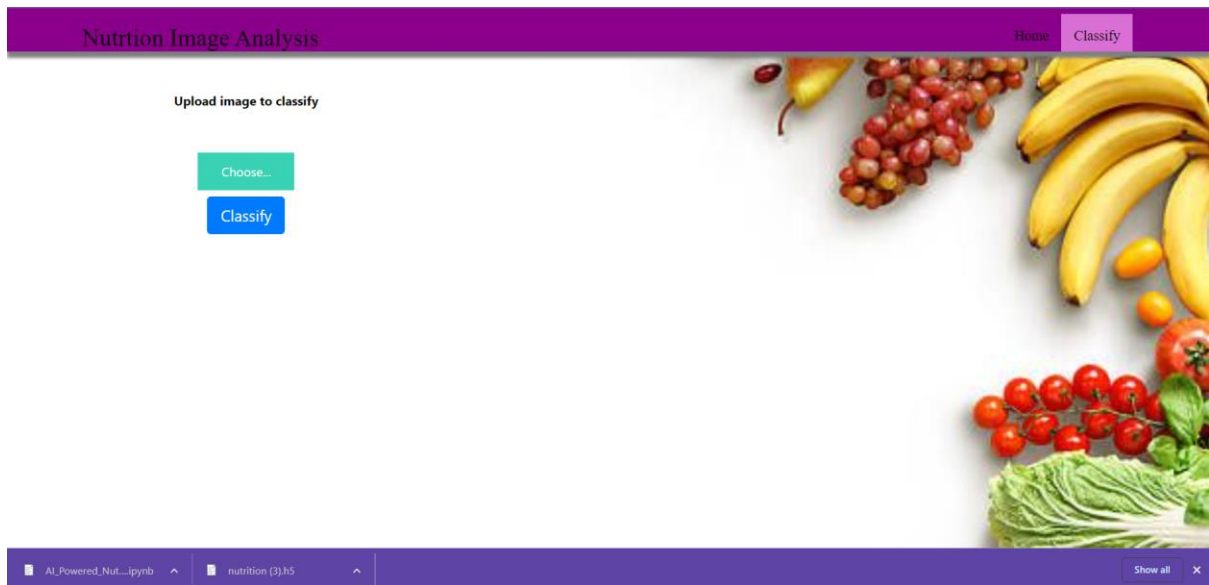 Nutrtion Image Analysis
Home
Classify
Upload image to classify
Choose...
Classify
AI_Powered_Nut....ipynb
nutrition (3).h5
Show all